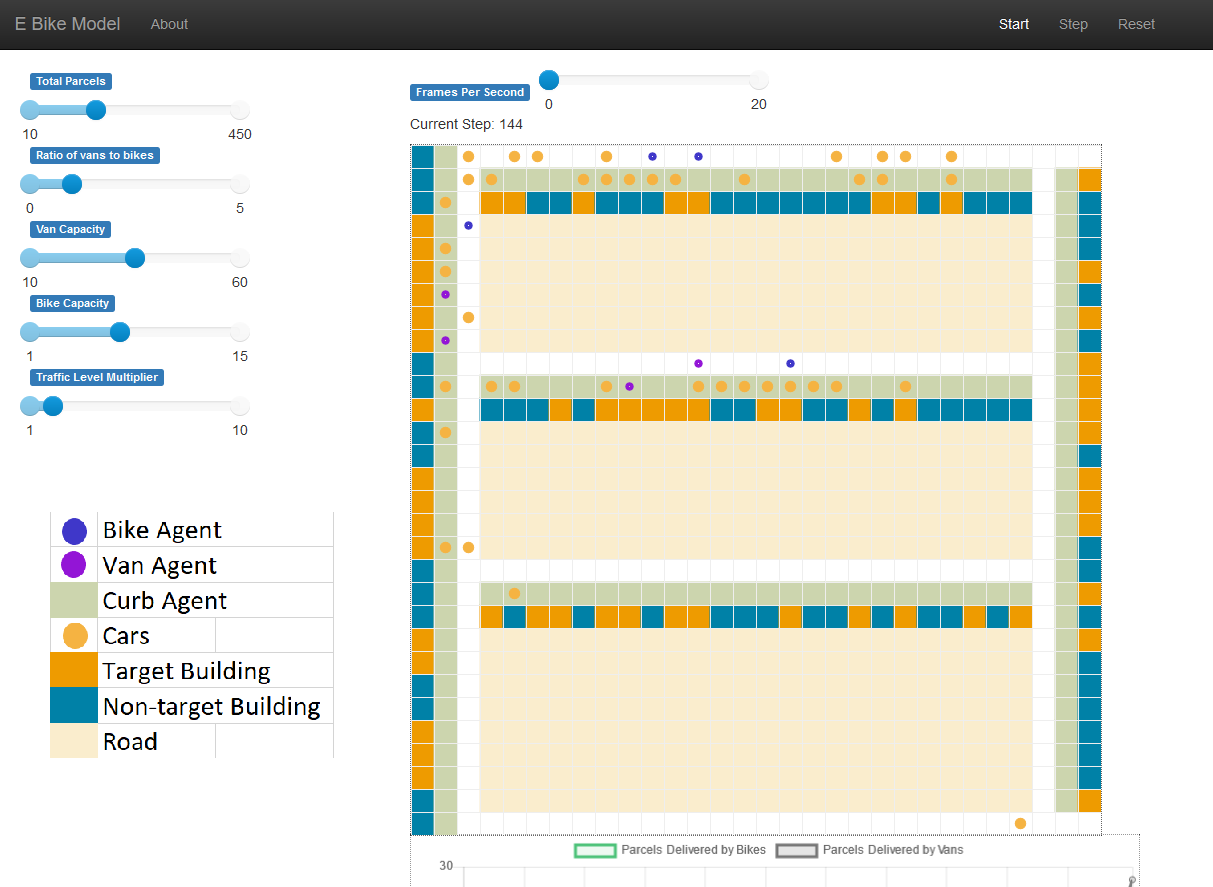 E Bike Model About Start Step Reset
Total Parcels
10 450
Ratio of vans to bikes
0 5
Van Capacity
10 60
Bike Capacity
1 15
Traffic Level Multiplier
1 10
Bike Agent
Van Agent
Curb Agent
Cars
Target Building
Non-target Building
Road
Frames Per Second
0 20
Current Step: 144
Parcels Delivered by Bikes Parcels Delivered by Vans
30